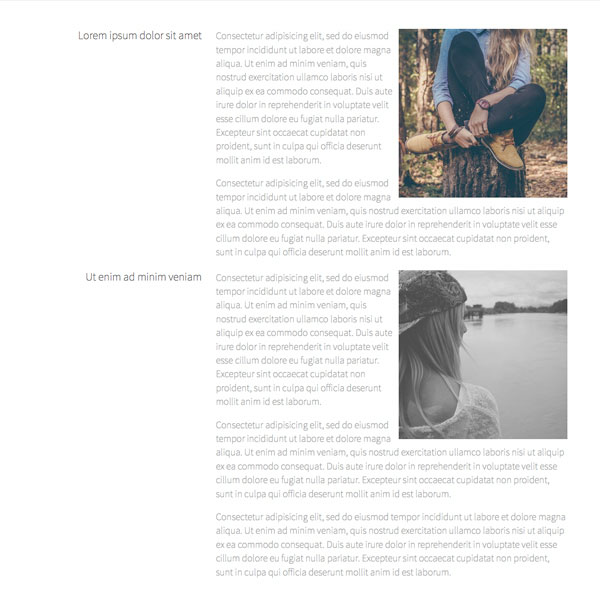 Lorem ipsum dolor sit amet
Consectetur adipisicing elit, sed do eiusmod
tempor incididunt ut labore et dolore magna
aliqua. Ut enim ad minim veniam, quis
nostrud exercitation ullamco laboris nisi ut
aliquip ex ea commodo consequat. Duis aute
irure dolor in reprehenderit in voluptate velit
esse cillum dolore eu fugiat nulla pariatur.
Excepteur sint occaecat cupidatat non
proident, sunt in culpa qui officia deserunt
mollit anim id est laborum.
Consectetur adipisicing elit, sed do eiusmod
tempor incididunt ut labore et dolore magna
aliqua. Ut enim ad minim veniam, quis nostrud exercitation ullamco laboris nisi ut aliquip
ex ea commodo consequat. Duis aute irure dolor in reprehenderit in voluptate velit esse
cillum dolore eu fugiat nulla pariatur. Excepteur sint occaecat cupidatat non proident,
sunt in culpa qui officia deserunt mollit anim id est laborum.
Ut enim ad minim veniam
Consectetur adipisicing elit, sed do eiusmod
tempor incididunt ut labore et dolore magna
aliqua. Ut enim ad minim veniam, quis
nostrud exercitation ullamco laboris nisi ut
aliquip ex ea commodo consequat. Duis aute
irure dolor in reprehenderit in voluptate velit
esse cillum dolore eu fugiat nulla pariatur.
Excepteur sint occaecat cupidatat non
proident, sunt in culpa qui officia deserunt
mollit anim id est laborum.
Consectetur adipisicing elit, sed do eiusmod
tempor incididunt ut labore et dolore magna
aliqua. Ut enim ad minim veniam, quis nostrud exercitation ullamco laboris nisi ut aliquip
ex ea commodo consequat. Duis aute irure dolor in reprehenderit in voluptate velit esse
cillum dolore eu fugiat nulla pariatur. Excepteur sint occaecat cupidatat non proident,
sunt in culpa qui officia deserunt mollit anim id est laborum.
Consectetur adipisicing elit, sed do eiusmod tempor incididunt ut labore et dolore magna
aliqua. Ut enim ad minim veniam, quis nostrud exercitation ullamco laboris nisi ut aliquip
ex ea commodo consequat. Duis aute irure dolor in reprehenderit in voluptate velit esse
cillum dolore eu fugiat nulla pariatur. Excepteur sint occaecat cupidatat non proident,
sunt in culpa qui officia deserunt mollit anim id est laborum.